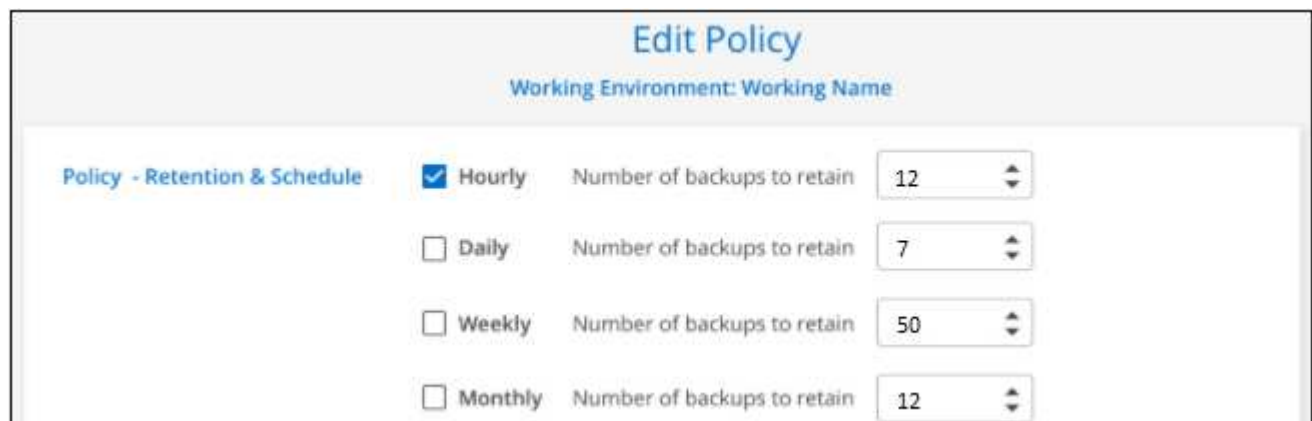 Edit Policy
Working Environment: Working Name
Policy - Retention & Schedule Hourly Number of backups to retain 12
Daily Number of backups to retain 7
Weekly Number of backups to retain 50
Monthly Number of backups to retain 12